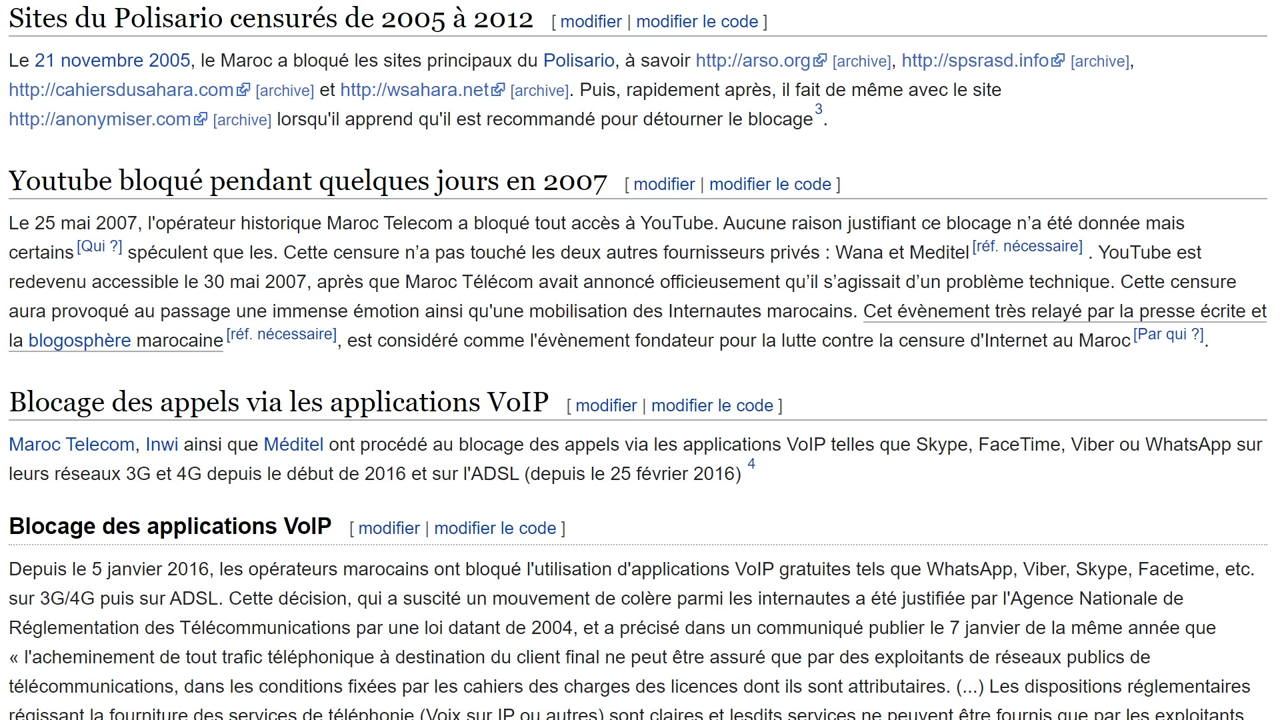 Sites du Polisario censurés de 2005 à 2012 [ modifier | modifier le code ]
Le 21 novembre 2005, le Maroc a bloqué les sites principaux du Polisario, à savoir http://arso.org [archive], http://spsrasd.info [archive],
http://cahiersdusahara.com [archive] et http://wsahara.net [archive]. Puis, rapidement après, il fait de même avec le site
http://anonymiser.com [archive] lorsqu'il apprend qu'il est recommandé pour détourner le blocage3.
Youtube bloqué pendant quelques jours en 2007 [ modifier | modifier le code ]
Le 25 mai 2007, l'opérateur historique Maroc Telecom a bloqué tout accès à YouTube. Aucune raison justifiant ce blocage n’a été donnée mais
certains[Qui ?] spéculent que les. Cette censure n’a pas touché les deux autres fournisseurs privés : Wana et Meditel[réf. nécessaire] . YouTube est
redevenu accessible le 30 mai 2007, après que Maroc Télécom avait annoncé officieusement qu’il s’agissait d’un problème technique. Cette censure
aura provoqué au passage une immense émotion ainsi qu'une mobilisation des Internautes marocains. Cet évènement très relayé par la presse écrite et
la blogosphère marocaine[réf. nécessaire], est considéré comme l'évènement fondateur pour la lutte contre la censure d'Internet au Maroc[Par qui ?].
Blocage des appels via les applications VoIP [ modifier | modifier le code ]
Maroc Telecom, Inwi ainsi que Méditel ont procédé au blocage des appels via les applications VoIP telles que Skype, FaceTime, Viber ou WhatsApp sur
leurs réseaux 3G et 4G depuis le début de 2016 et sur l'ADSL (depuis le 25 février 2016) 4
Blocage des applications VoIP [ modifier | modifier le code ]
Depuis le 5 janvier 2016, les opérateurs marocains ont bloqué l'utilisation d'applications VoIP gratuites tels que WhatsApp, Viber, Skype, Facetime, etc.
sur 3G/4G puis sur ADSL. Cette décision, qui a suscité un mouvement de colère parmi les internautes a été justifiée par l'Agence Nationale de
Réglementation des Télécommunications par une loi datant de 2004, et a précisé dans un communiqué publier le 7 janvier de la même année que
« l'acheminement de tout trafic téléphonique à destination du client final ne peut être assuré que par des exploitants de réseaux publics de
télécommunications, dans les conditions fixées par les cahiers des charges des licences dont ils sont attributaires. (...) Les dispositions réglementaires
régissant la fourniture des services de téléphonie (Voix sur IP ou autres) sont claires et lesdits services ne peuvent être fournis que par les exploitants